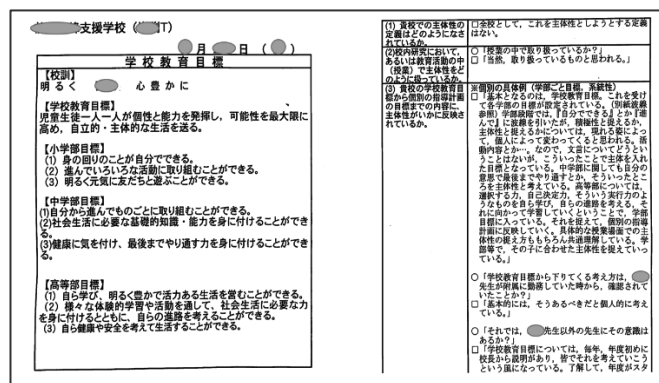 支援学校（ T）
月 日（ ）
学校教育目標
【校訓】
明るく 心豊かに
【学校教育目標】
児童生徒一人一人が個性と能力を発揮し，可能性を最大限に
高め，自立的・主体的な生活を送る。
【小学部目標】
（1）身の回りのことが自分でできる。
（2）進んでいろいろな活動に取り組むことができる。
（3）明るく元気に友だちと遊ぶことができる。
【中学部目標】
(1)自分から進んでものごとに取り組むことができる。
(2)社会生活に必要な基礎的知識・能力を身に付けることができ
る。
(3)健康に気を付け、最後までやり通す力を身に付けることができ
る。
【高等部目標】
（1）自ら学び、明るく豊かで活力ある生活を営むことができる。
（2）様々な体験的学習や活動を通して、社会生活に必要な力
を身に付けるとともに、自らの進路を考えることができる。
（3）自ら健康や安全を考えて生活することができる。
(1) 貴校での主体性の
定義はどのようになさ
れているか。
□全校として，これを主体性としようとする定義
はない。
(2)校内研究において，
あるいは教育活動の中
（授業）で主体性をど
のように扱っているか。
○「授業の中で取り扱っているか？」
□「当然，取り扱っているものと思われる。」
(3) 貴校の学校教育目
標から個別の指導計画
の目標までの内容に，
主体性がいかに反映さ
れているか。
※個別の具体例（学部ごと目標，系統性）
□「基本となるのは，学校教育目標。これを受け
て各学部の目標が設定されている。（別紙波線
参照）学部段階では，『自分でできる』とか『進
んで』に波線を引いたが，積極性と捉えるか，
主体性と捉えるかについては，現れる姿によっ
て，個人によって変わってくると思われる。活
動内容とか…。なので，文言についてどうとい
うことはないが，こういったことで主体を入れ
た目標となっている。中学部に関しても自分の
意思で最後までやり通すとか，そういったとこ
ろを主体性と考えている。高等部については，
選択する力，自己決定力，そういう実行力のよ
うなものを自ら学び，自らの進路を考える，そ
れに向かって学習していくということで，学部
目標に入っている。それを捉えて，個別の指導
計画に反映していく。具体的な授業場面での主
体性の捉え方ももちろん共通理解している。学
部等で，その子に合わせた主体性を捉えていっ
ている。」
○「学校教育目標から下りてくる考え方は，
先生が附属に勤務していた時から，確認されて
いたことか？」
□「基本的には，そうあるべきだと個人的に考え
ている。」
○「それでは， 先生以外の先生にその意識は
あるか？」
□「学校教育目標については，毎年，年度初めに
校長から説明があり，皆でそれを考えていこう
という風になっている。了解して，年度がスタ